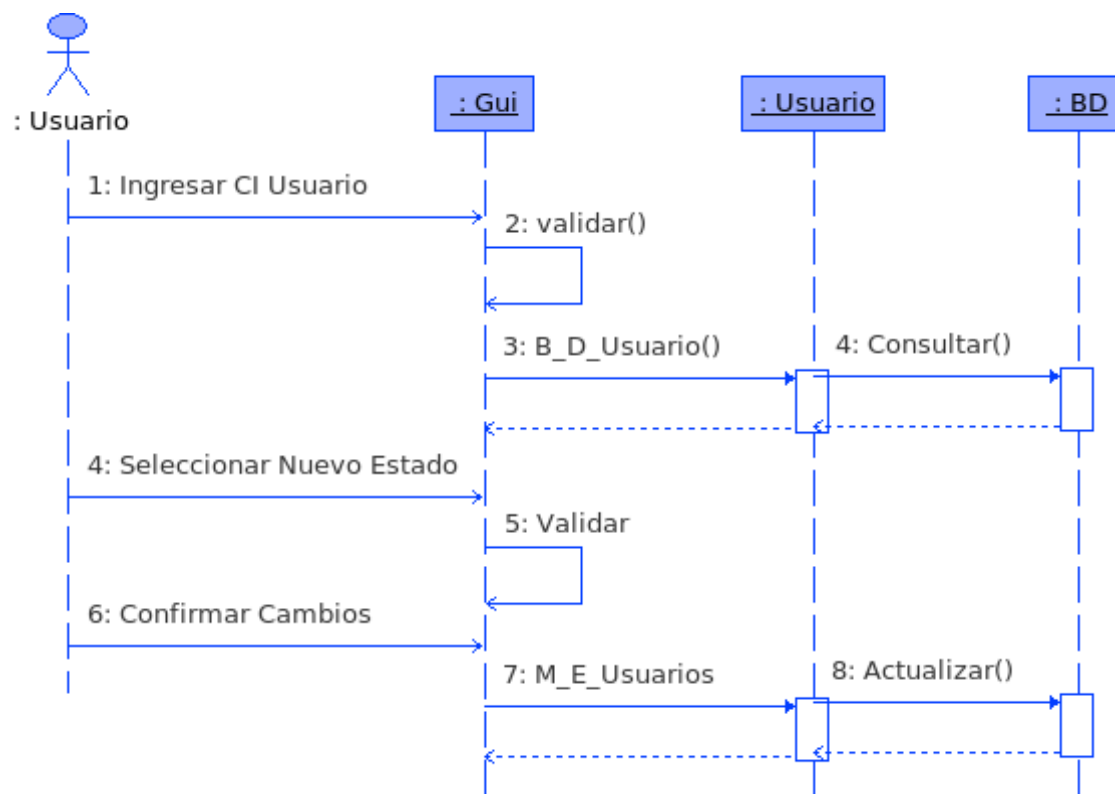 : Gui
: Usuario
: BD
: Usuario
1: Ingresar CI Usuario
2: validar()
3: B_D_Usuario()
4: Consultar()
4: Seleccionar Nuevo Estado
5: Validar
6: Confirmar Cambios
7: M_E_Usuarios
8: Actualizar()